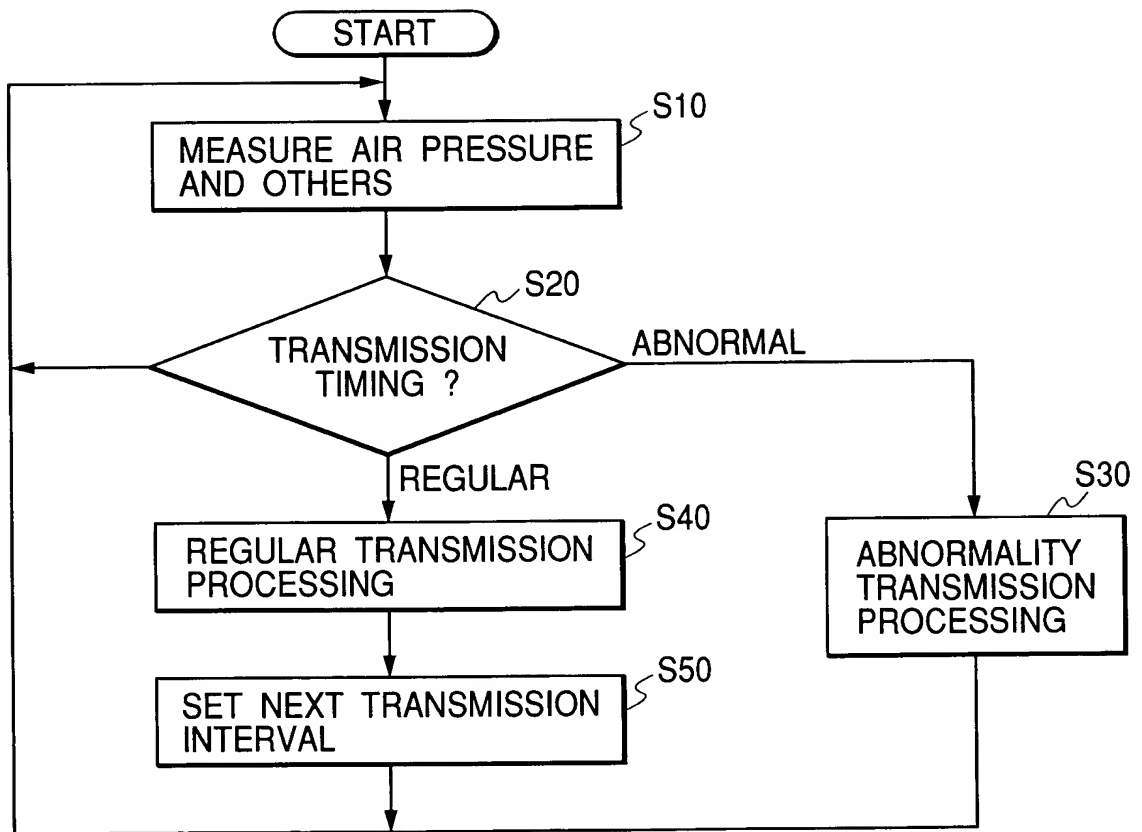 START
S10
MEASURE AIR PRESSURE
AND OTHERS
S20
TRANSMISSION
TIMING ?
ABNORMAL
REGULAR
S40
REGULAR TRANSMISSION
PROCESSING
S30
ABNORMALITY
TRANSMISSION
PROCESSING
S50
SET NEXT TRANSMISSION
INTERVAL